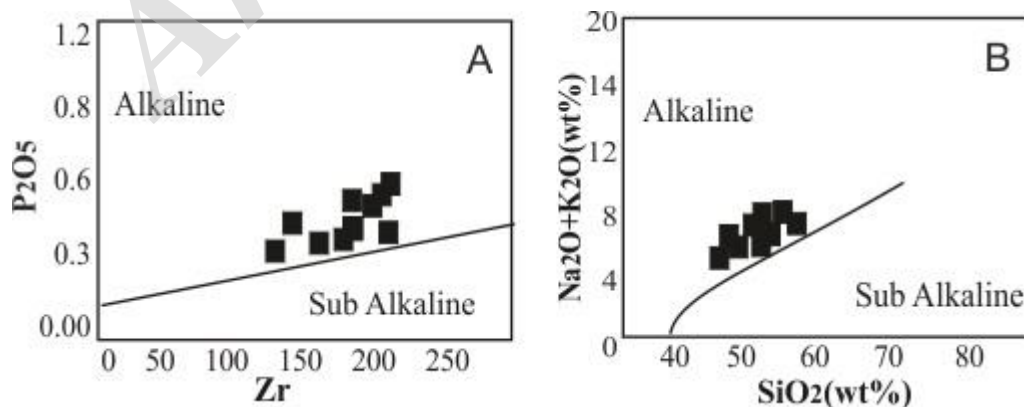 A
1.2
0.8
0.6
0.3
0.00
P2O5
Alkaline
Sub Alkaline
0 50 100 150 200 250
Zr
B
20
14
12
8
4
0
Na2O+K2O(wt%)
Alkaline
Sub Alkaline
40 50 60 70 80
SiO2(wt%)